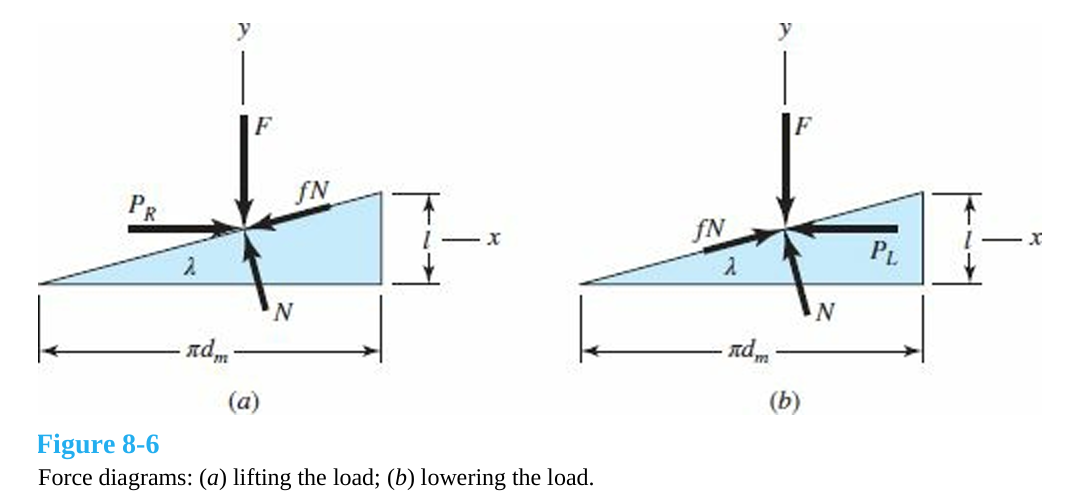 y
F
fN
P_R
λ
l
x
N
πd_m
(a)
y
F
fN
λ
P_L
l
x
N
πd_m
(b)
Figure 8-6
Force diagrams: (a) lifting the load; (b) lowering the load.